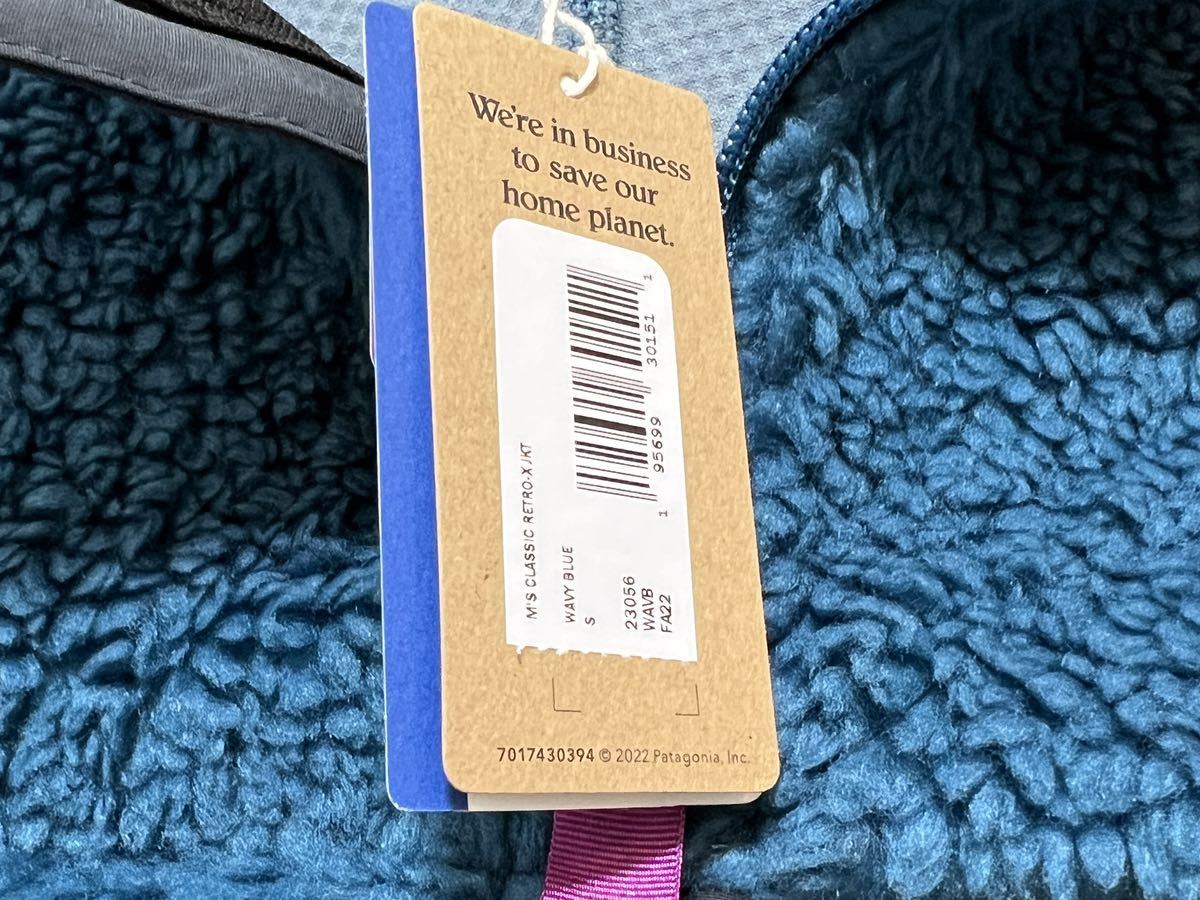 We're in business
to save our
home planet.
1 95699 30151 1
M'S CLASSIC RETRO-X JKT
WAVY BLUE
S
23056
WAVB
FA22
7017430394 © 2022 Patagonia, Inc.